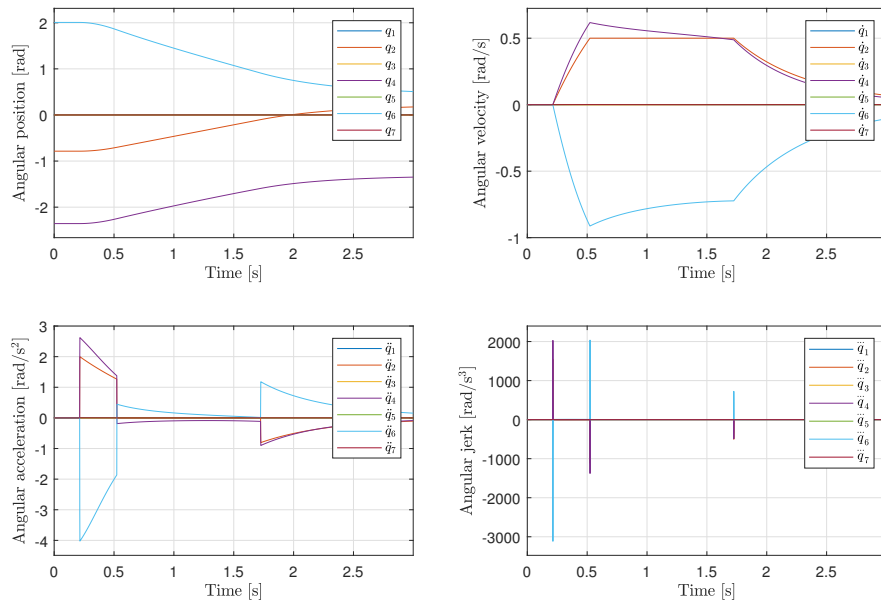 Angular position [rad]
2
1
0
-1
-2
0
0.5
1
1.5
2
2.5
Time [s]
q1
q2
q3
q4
q5
q6
q7
Angular velocity [rad/s]
0.5
0
-0.5
-1
0
0.5
1
1.5
2
2.5
Time [s]
q̇1
q̇2
q̇3
q̇4
q̇5
q̇6
q̇7
Angular acceleration [rad/s²]
3
2
1
0
-1
-2
-3
-4
0
0.5
1
1.5
2
2.5
Time [s]
q̈1
q̈2
q̈3
q̈4
q̈5
q̈6
q̈7
Angular jerk [rad/s³]
2000
1000
0
-1000
-2000
-3000
0
0.5
1
1.5
2
2.5
Time [s]
q⃛1
q⃛2
q⃛3
q⃛4
q⃛5
q⃛6
q⃛7